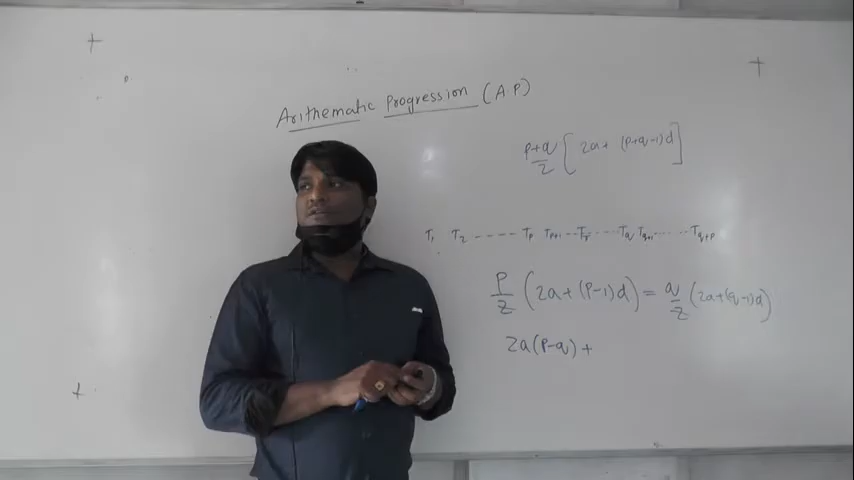 Arithematic Progression (A.P)
p+q/2 [2a + (p+q-1)d]
T₁ T₂ ------ Tp Tp+1 --- Tr ---- Tq Tq+1 ------ Tq+p
P/2 (2a + (P-1)d) = q/2 (2a+(q-1)d)
2a(p-q) +